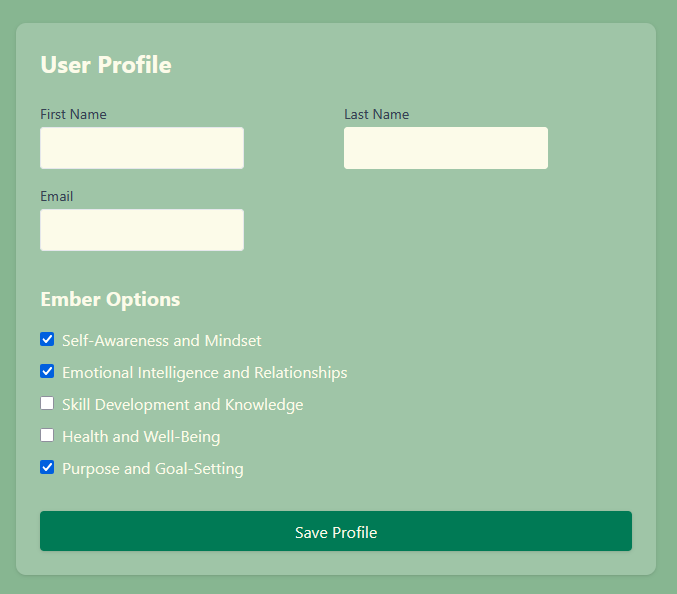 User Profile
First Name
Last Name
Email
Ember Options
Self-Awareness and Mindset
Emotional Intelligence and Relationships
Skill Development and Knowledge
Health and Well-Being
Purpose and Goal-Setting
Save Profile